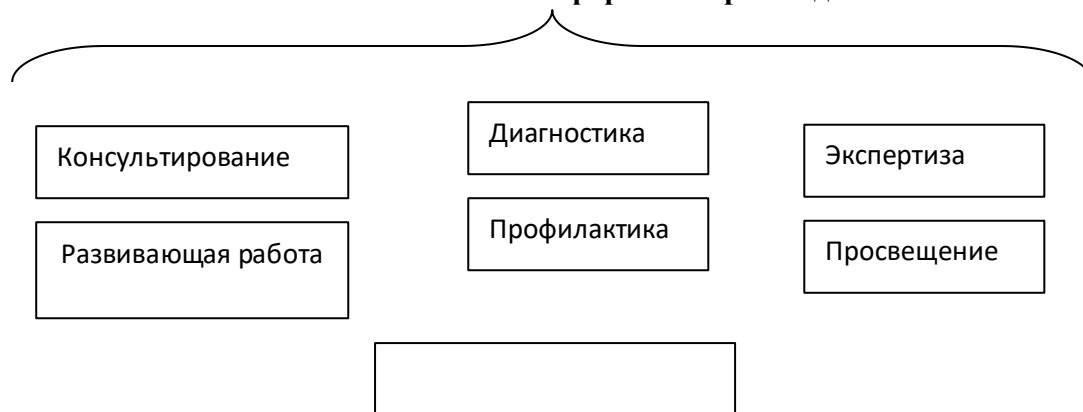 Консультирование
Диагностика
Экспертиза
Развивающая работа
Профилактика
Просвещение